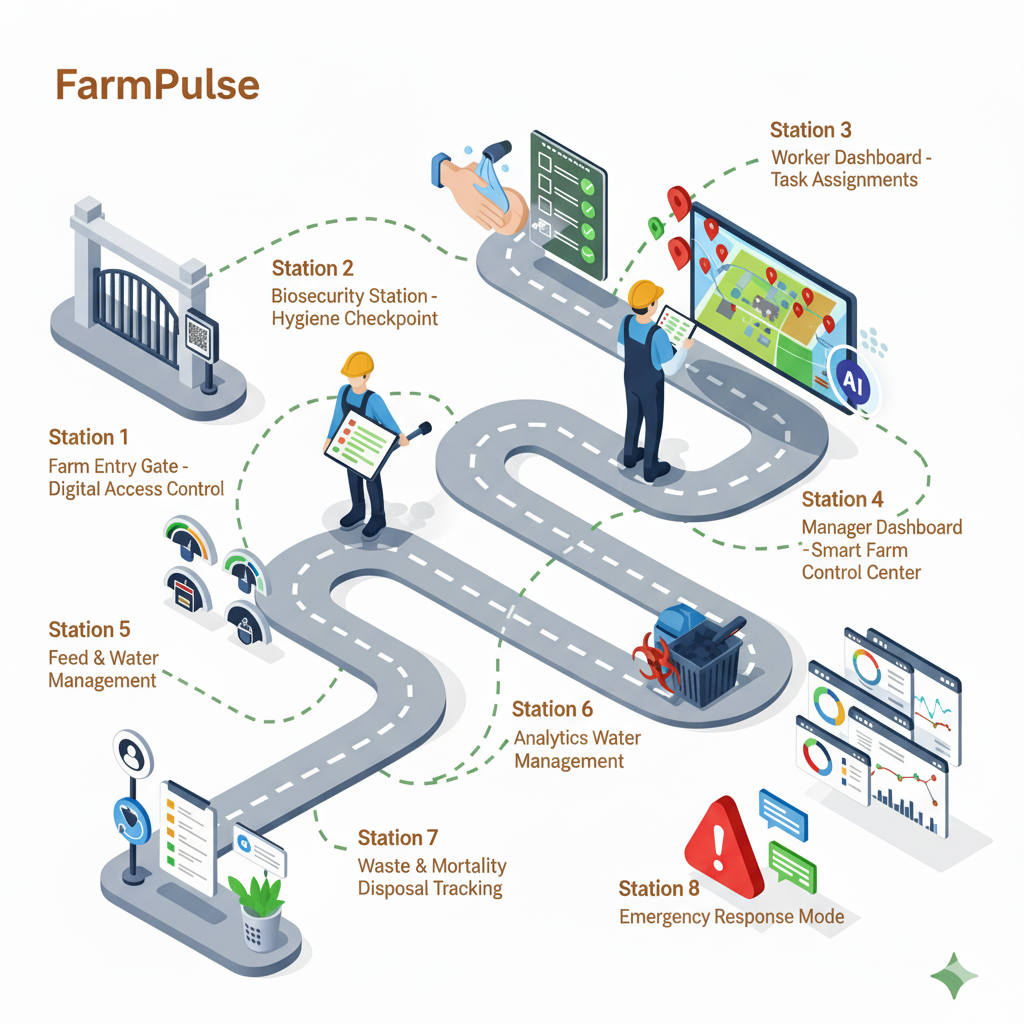 FarmPulse
Station 3
Worker Dashboard -
Task Assignments
Station 2
Biosecurity Station -
Hygiene Checkpoint
AI
Station 1
Farm Entry Gate -
Digital Access Control
Station 4
Manager Dashboard
-Smart Farm
Control Center
Station 5
Feed & Water
Management
Station 6
Analytics Water
Management
Station 7
Waste & Mortality
Disposal Tracking
Station 8
Emergency Response Mode